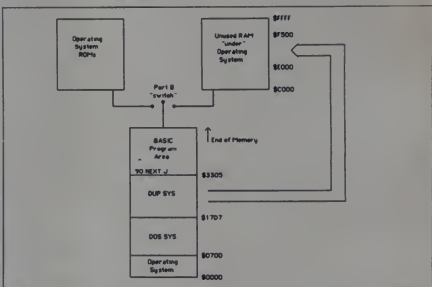 Operating
System
ROMs
Unused RAM
"under"
Operating
System
$FFFF
$F500
$E000
$C000
Port B
"switch"
BASIC
Program
Area
End of Memory
90 NEXT J
$3305
DUP SYS
$1707
DOS SYS
$0700
Operating
System
$0000